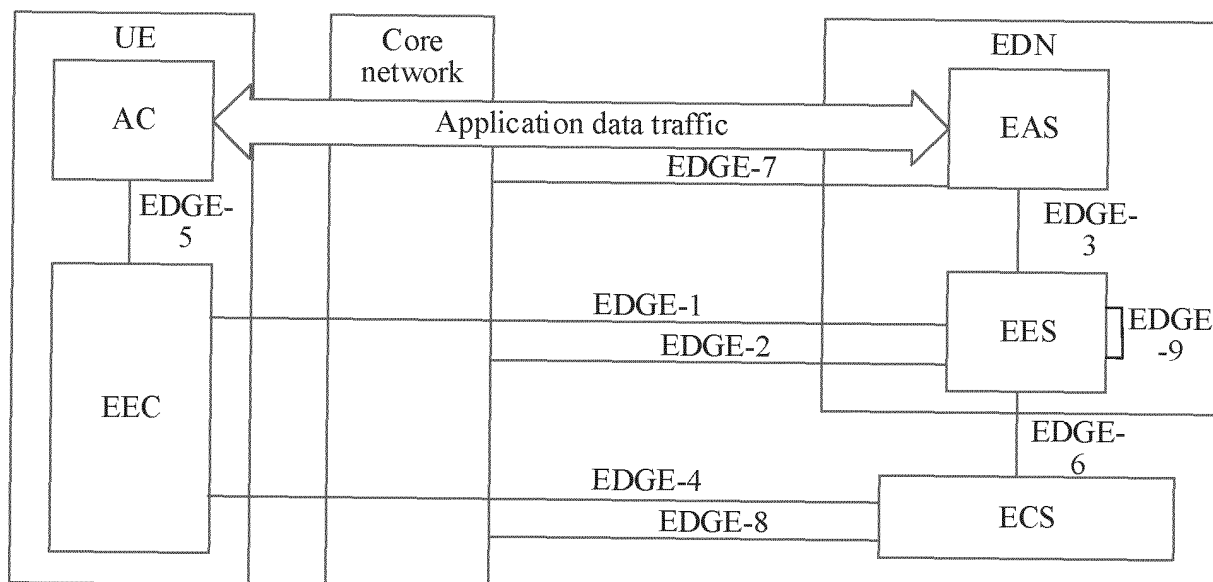 UE
Core
network
EDN
AC
Application data traffic
EAS
EDGE-7
EDGE-
5
EDGE-
3
EDGE-1
EES
EDGE
-9
EDGE-2
EEC
EDGE-
6
EDGE-4
ECS
EDGE-8